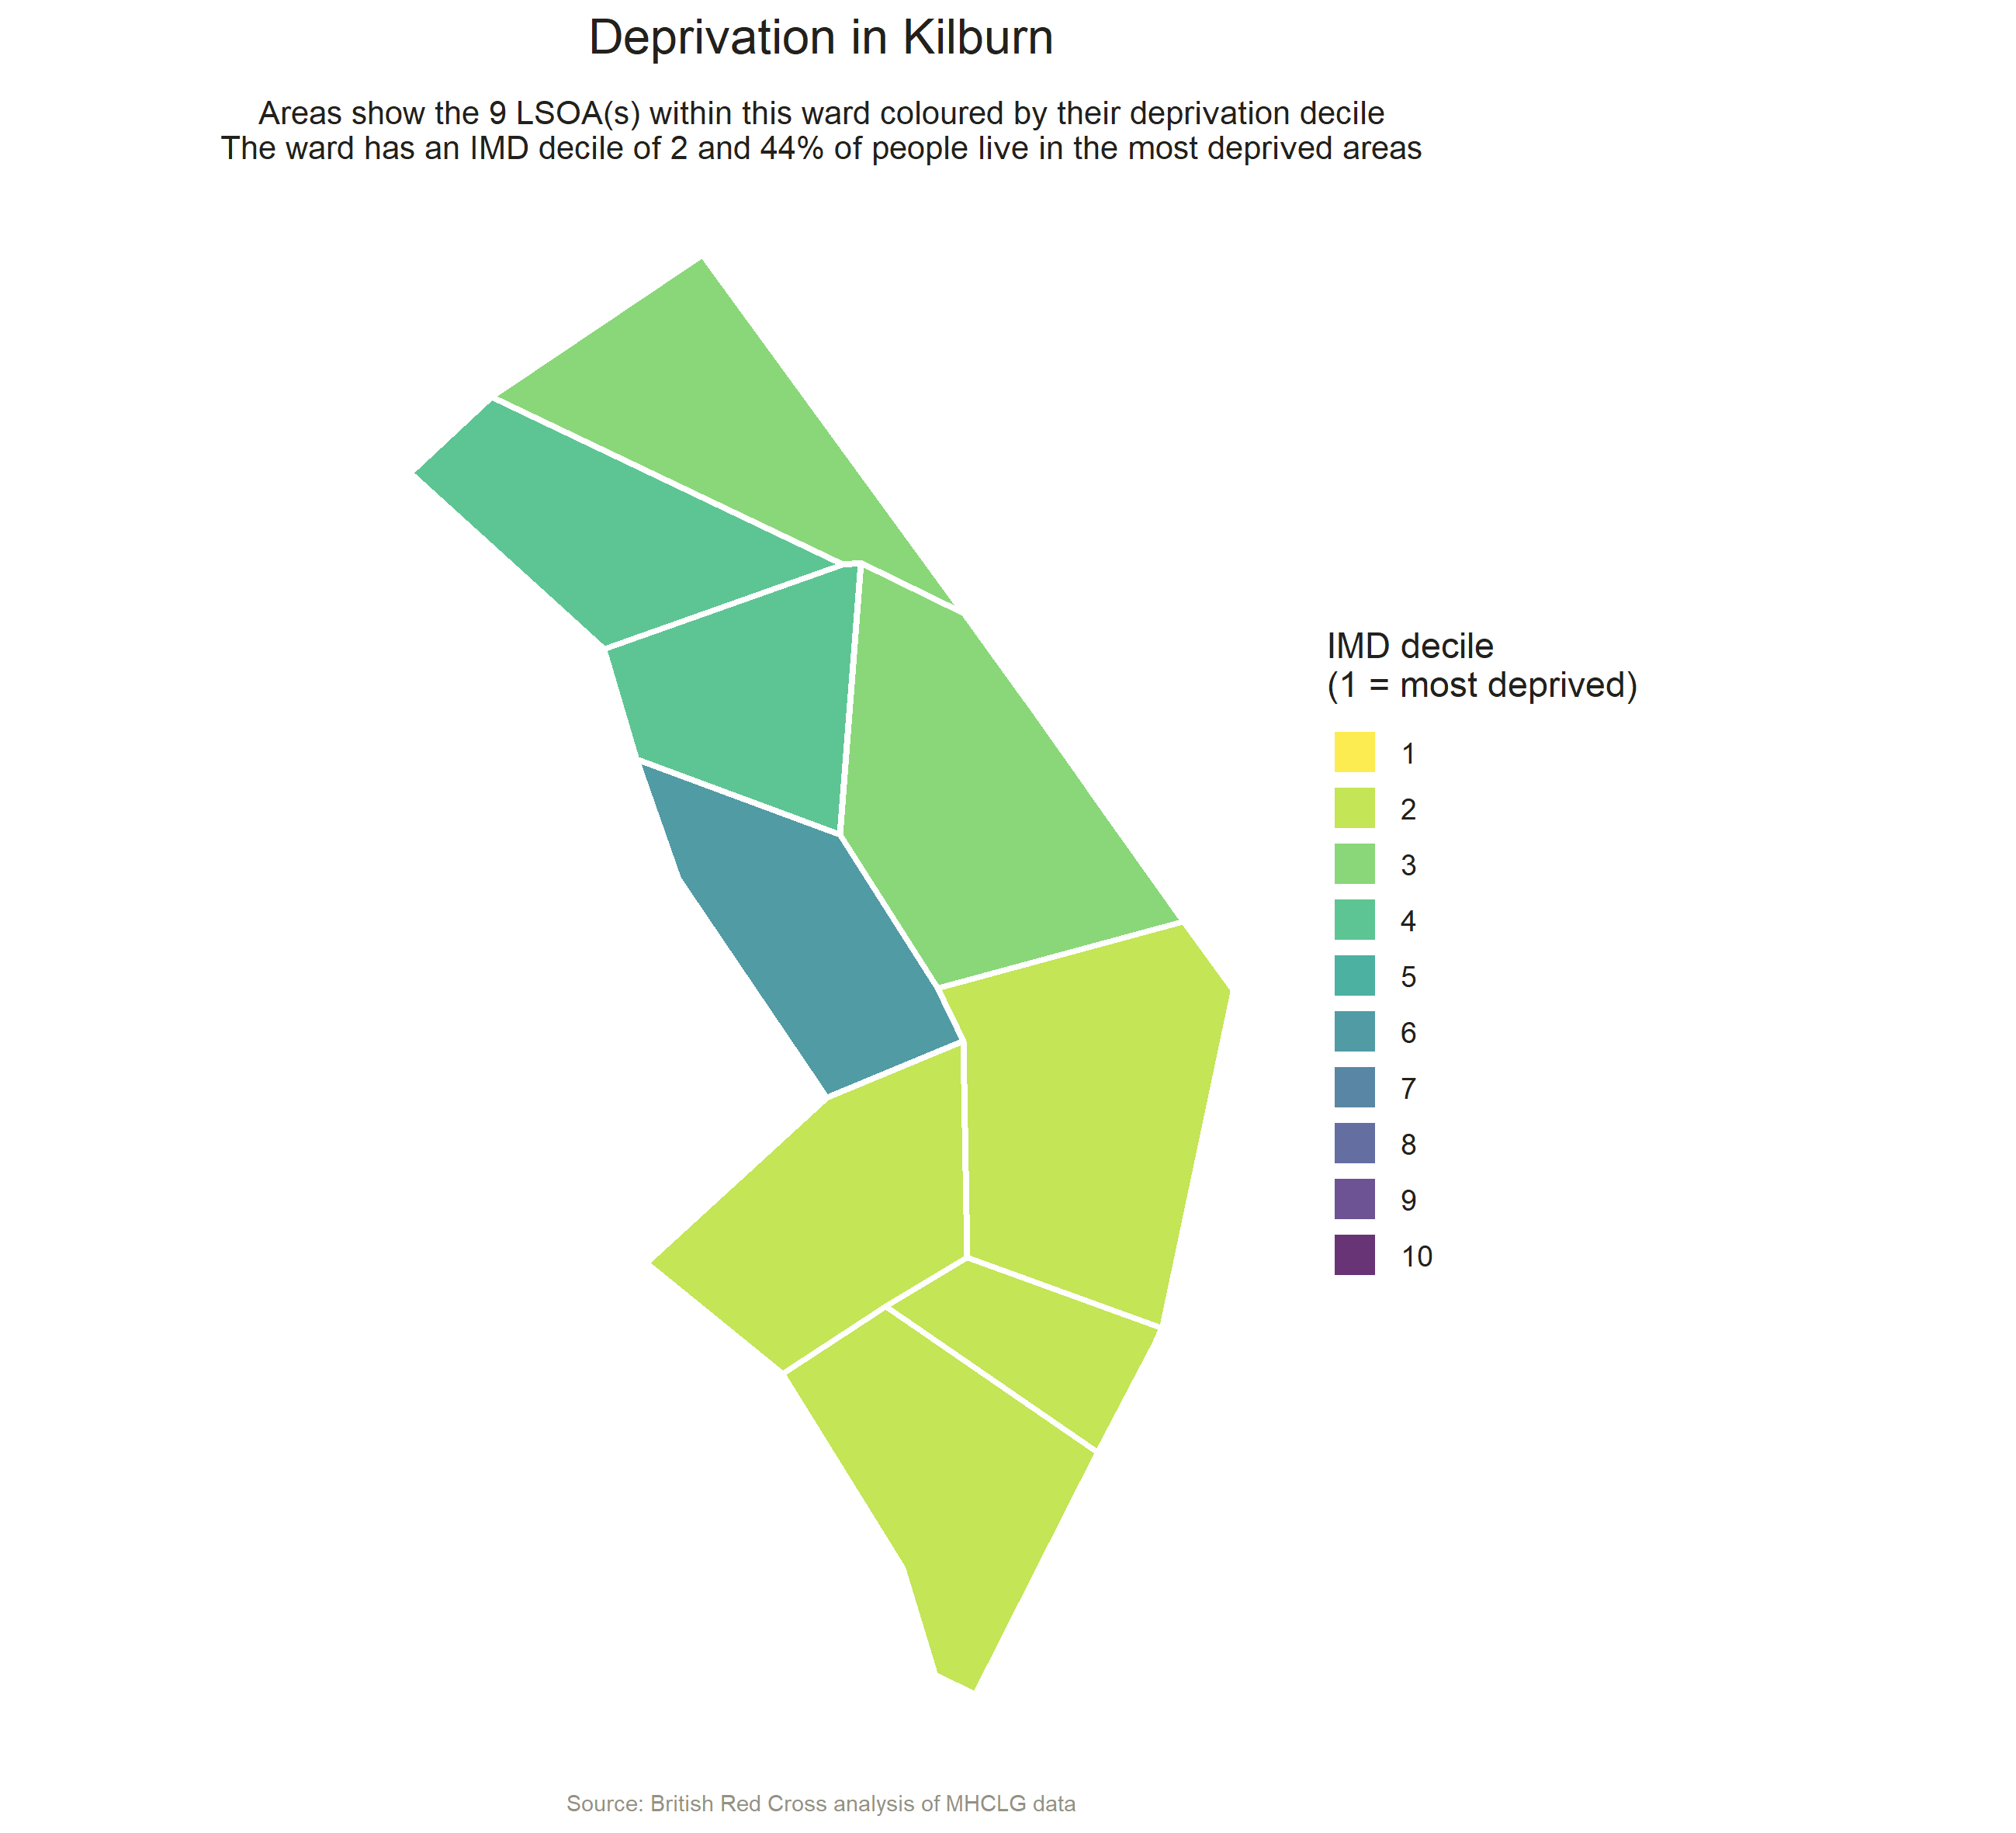 Deprivation in Kilburn
Areas show the 9 LSOA(s) within this ward coloured by their deprivation decile
The ward has an IMD decile of 2 and 44% of people live in the most deprived areas
IMD decile
(1 = most deprived)
1
2
3
4
5
6
7
8
9
10
Source: British Red Cross analysis of MHCLG data